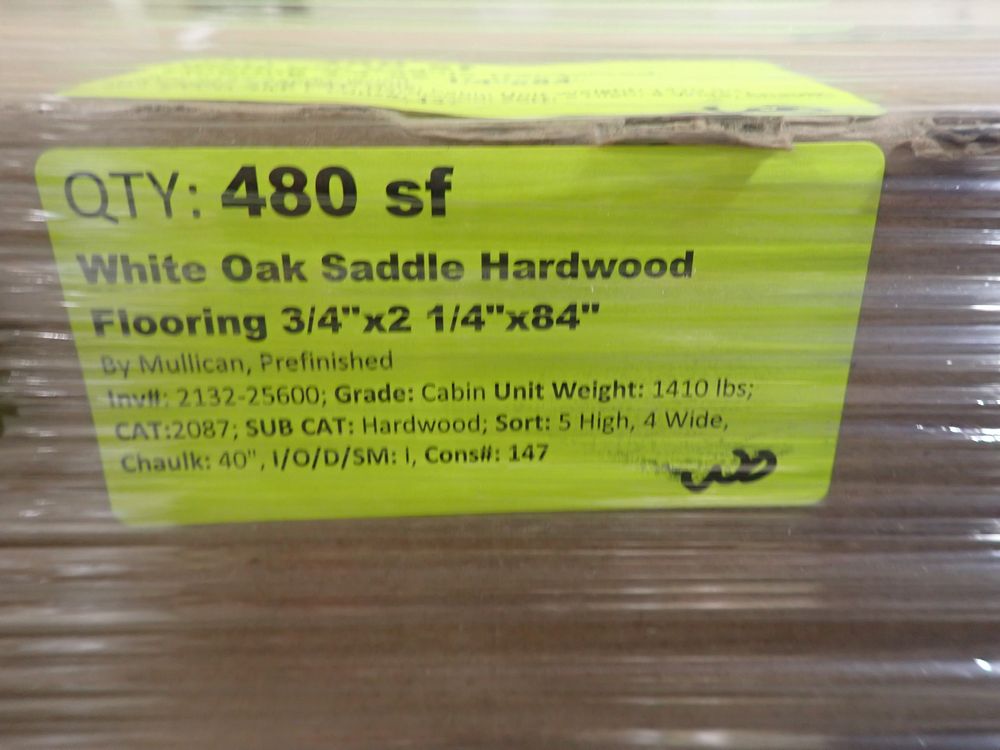 QTY: 480 sf
White Oak Saddle Hardwood
Flooring 3/4"x2 1/4"x84"
By Mullican, Prefinished
Inv#: 2132-25600; Grade: Cabin Unit Weight: 1410 lbs;
CAT:2087; SUB CAT: Hardwood; Sort: 5 High, 4 Wide,
Chaulk: 40", I/O/D/SM: I, Cons#: 147